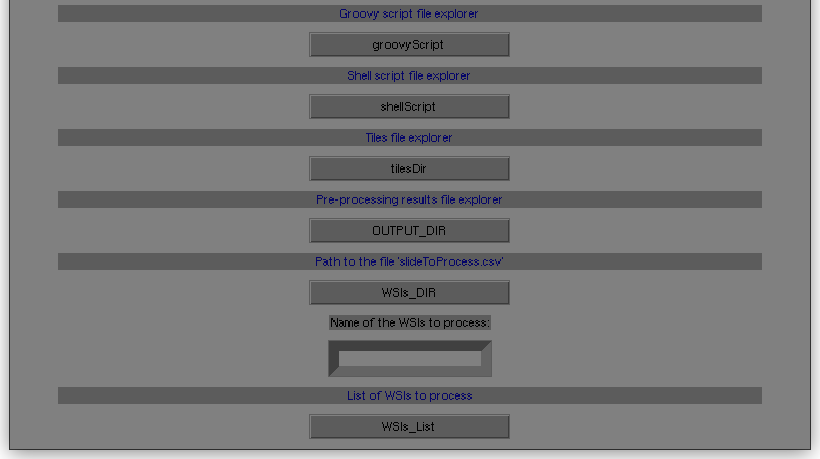 Groovy script file explorer
groovyScript
Shell script file explorer
shellScript
Tiles file explorer
tilesDir
Pre-processing results file explorer
OUTPUT_DIR
Path to the file 'slideToProcess.csv'
WSIs_DIR
Name of the WSIs to process:
List of WSIs to process
WSIs_List